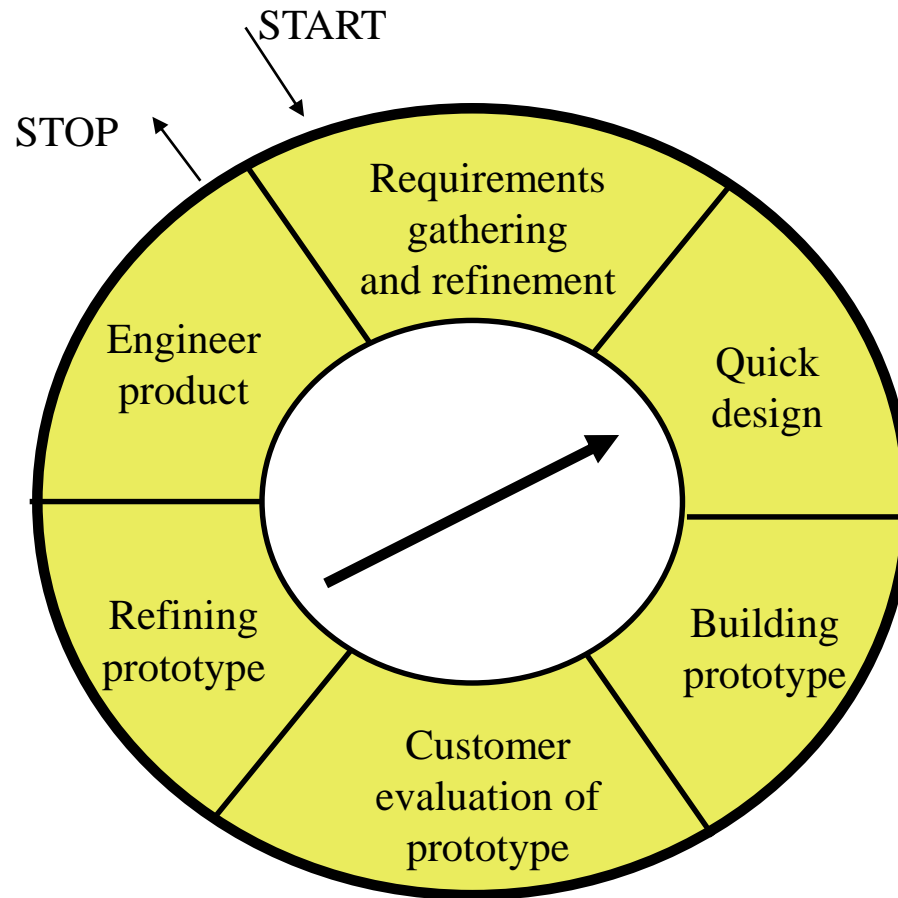 START
STOP
Requirements
gathering
and refinement
Quick
design
Building
prototype
Customer
evaluation of
prototype
Refining
prototype
Engineer
product